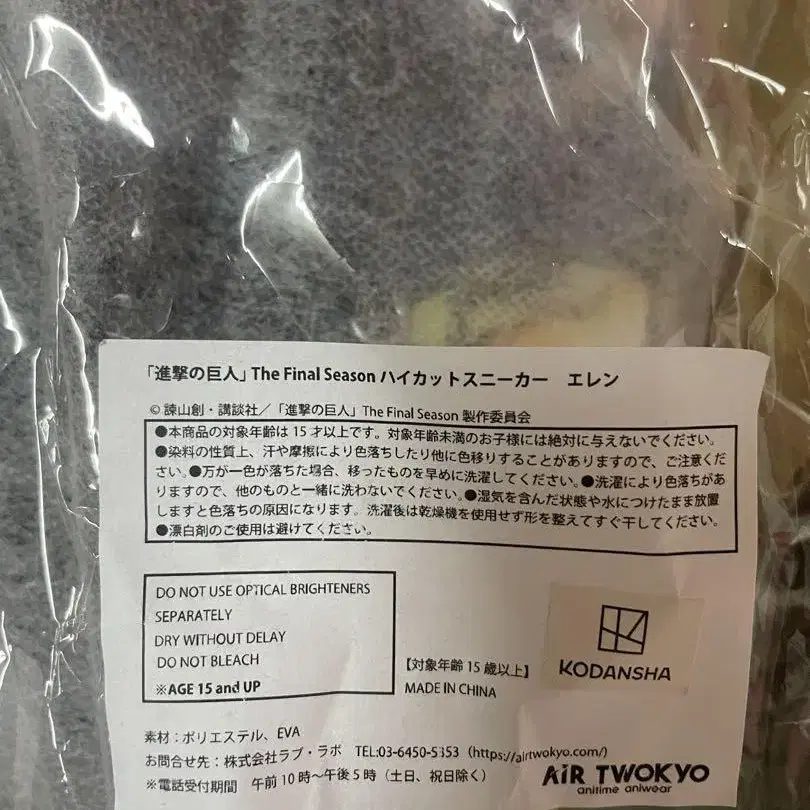 「進撃の巨人」The Final Season ハイカットスニーカー　エレン
© 諫山創・講談社／「進撃の巨人」The Final Season 製作委員会
●本商品の対象年齢は 15 才以上です。対象年齢未満のお子様には絶対に与えないでください。
●染料の性質上、汗や摩擦により色落ちしたり他に色移りすることがありますので、ご注意くだ
さい。●万が一色が落ちた場合、移ったものを早めに洗濯してください。●洗濯により色落ちがあ
りますので、他のものと一緒に洗わないでください。●湿気を含んだ状態や水につけたまま放置
しますと色落ちの原因になります。洗濯後は乾燥機を使用せず形を整えてすぐ干してください。
●漂白剤のご使用は避けてください。
DO NOT USE OPTICAL BRIGHTENERS
SEPARATELY
DRY WITHOUT DELAY
DO NOT BLEACH
※AGE 15 and UP
【対象年齢 15 歳以上】
MADE IN CHINA
KODANSHA
素材：ポリエステル、EVA
お問合せ先：株式会社ラブ・ラボ　TEL:03-6450-5353（https://airtwokyo.com/）
※電話受付期間　午前 10 時～午後 5 時（土日、祝日除く）
AiR TWOKYO
anitime aniwear